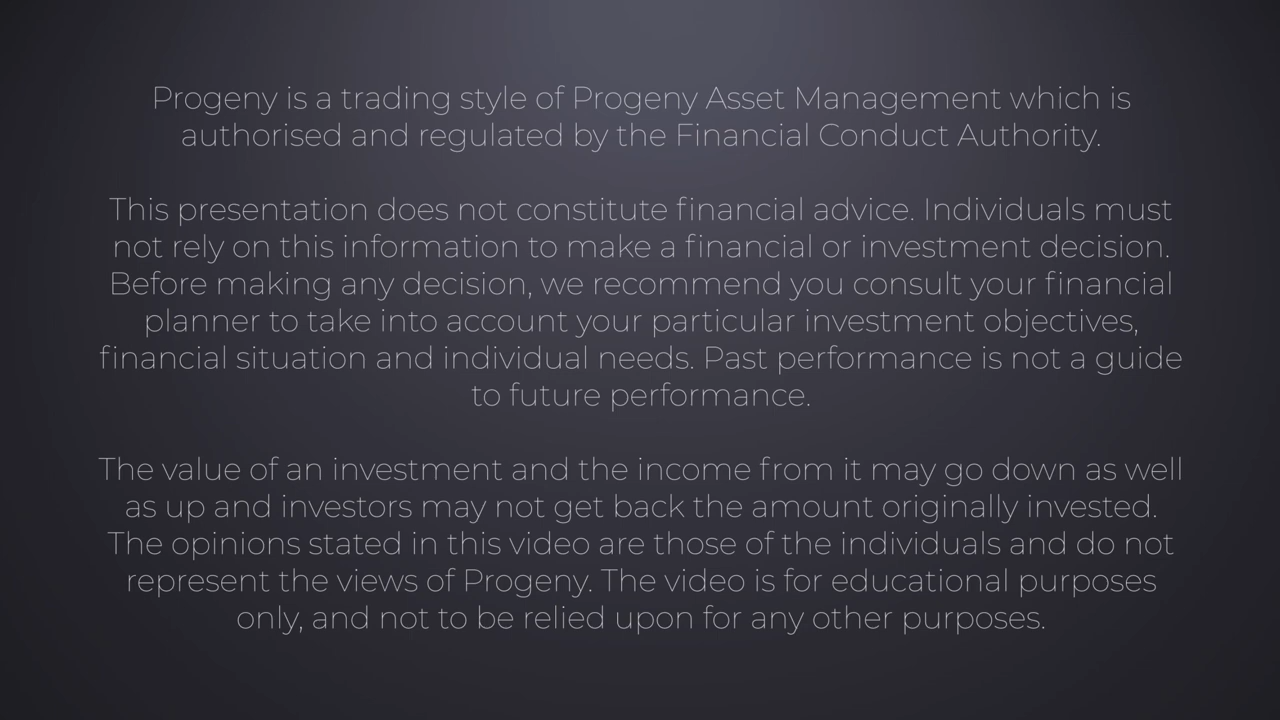 Progeny is a trading style of Progeny Asset Management which is
authorised and regulated by the Financial Conduct Authority.
This presentation does not constitute financial advice. Individuals must
not rely on this information to make a financial or investment decision.
Before making any decision, we recommend you consult your financial
planner to take into account your particular investment objectives,
financial situation and individual needs. Past performance is not a guide
to future performance.
The value of an investment and the income from it may go down as well
as up and investors may not get back the amount originally invested.
The opinions stated in this video are those of the individuals and do not
represent the views of Progeny. The video is for educational purposes
only, and not to be relied upon for any other purposes.